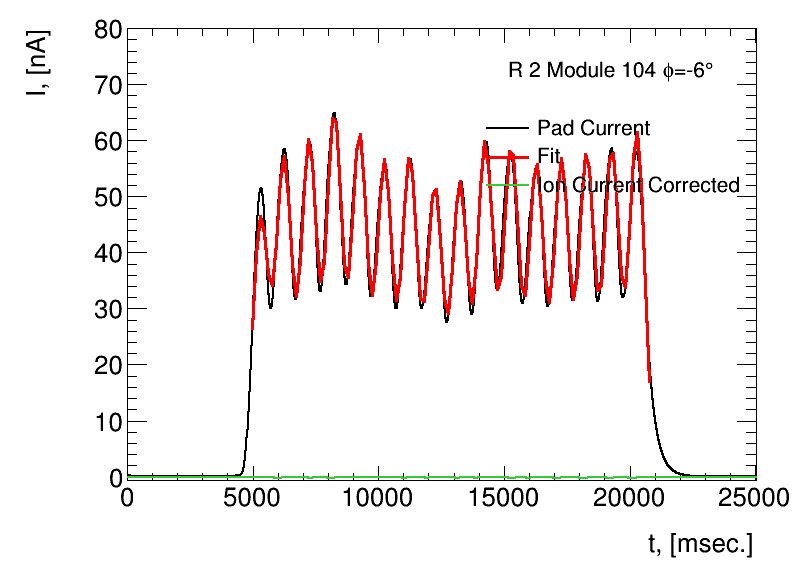 I, [nA]
80
70
60
50
40
30
20
10
0
R 2 Module 104 ϕ=-6°
Pad Current
Fit
Ion Current Corrected
0 5000 10000 15000 20000 25000
t, [msec.]